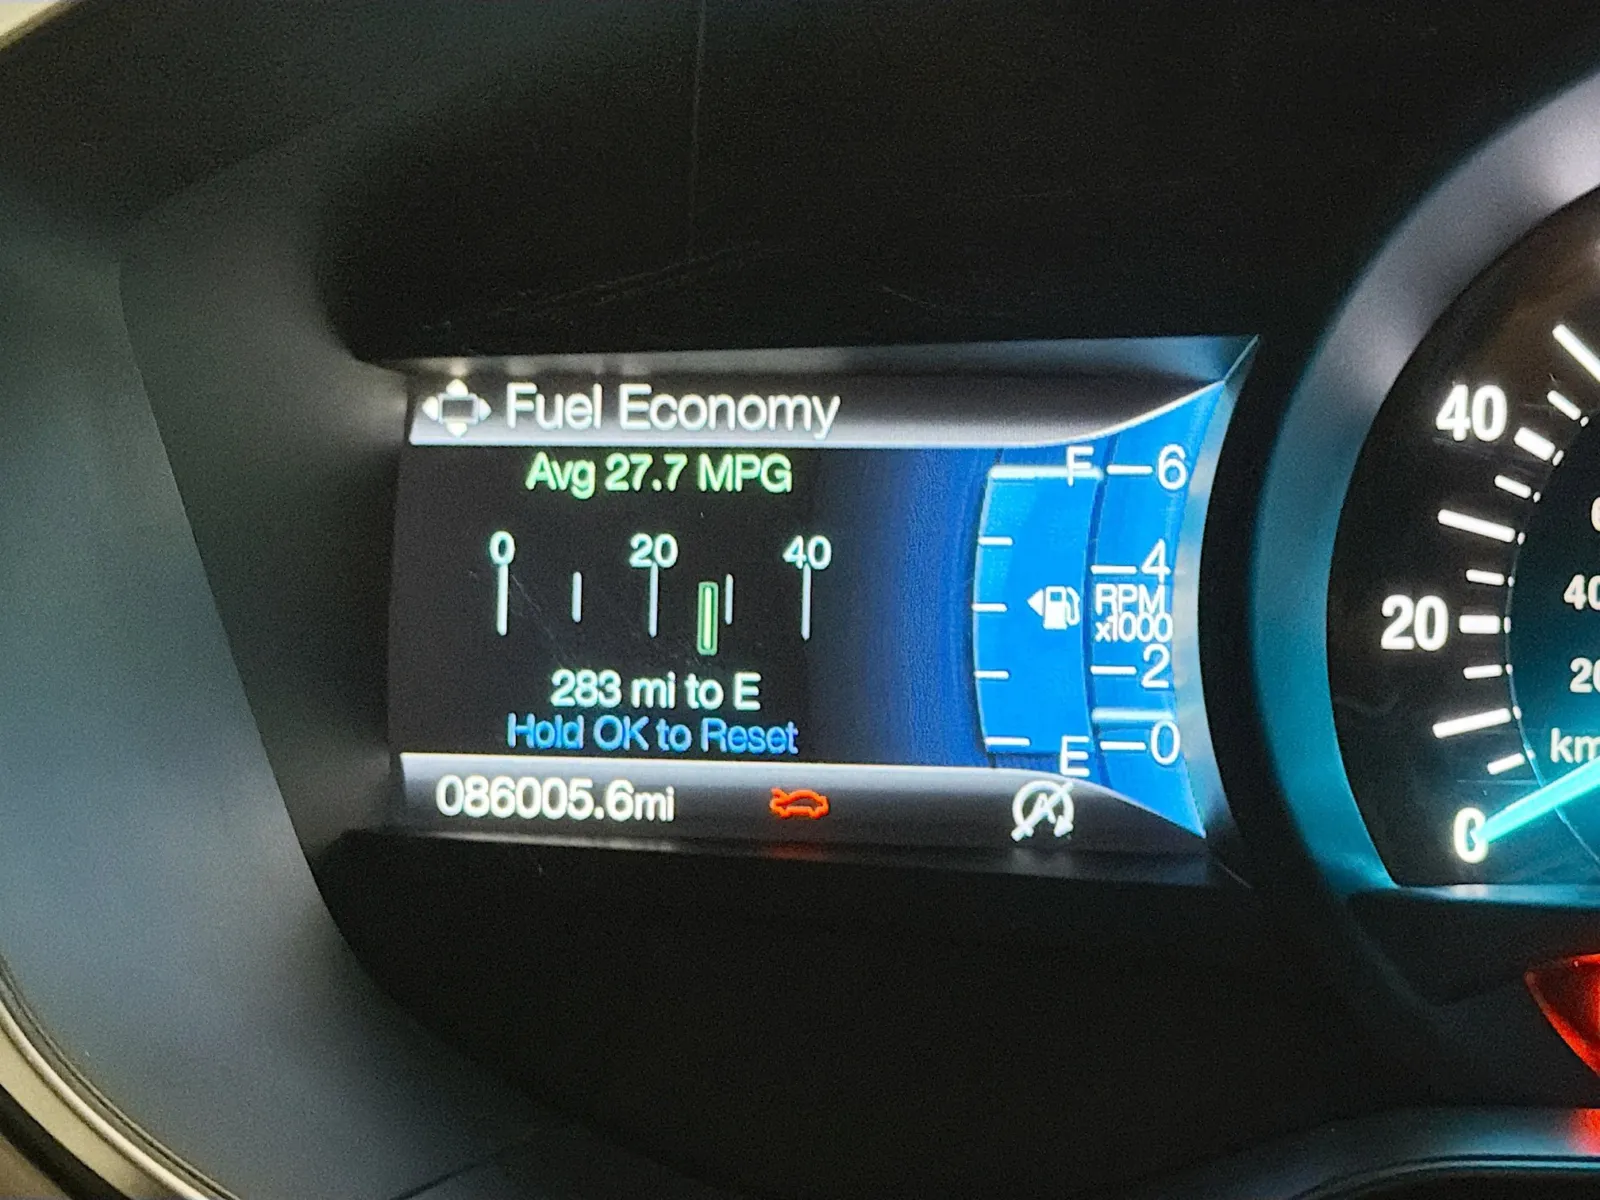 Fuel Economy
Avg 27.7 MPG
0 20 40
283 mi to E
Hold OK to Reset
086005.6mi
F
E
6
4
RPM
x1000
2
0
40
20
0
km